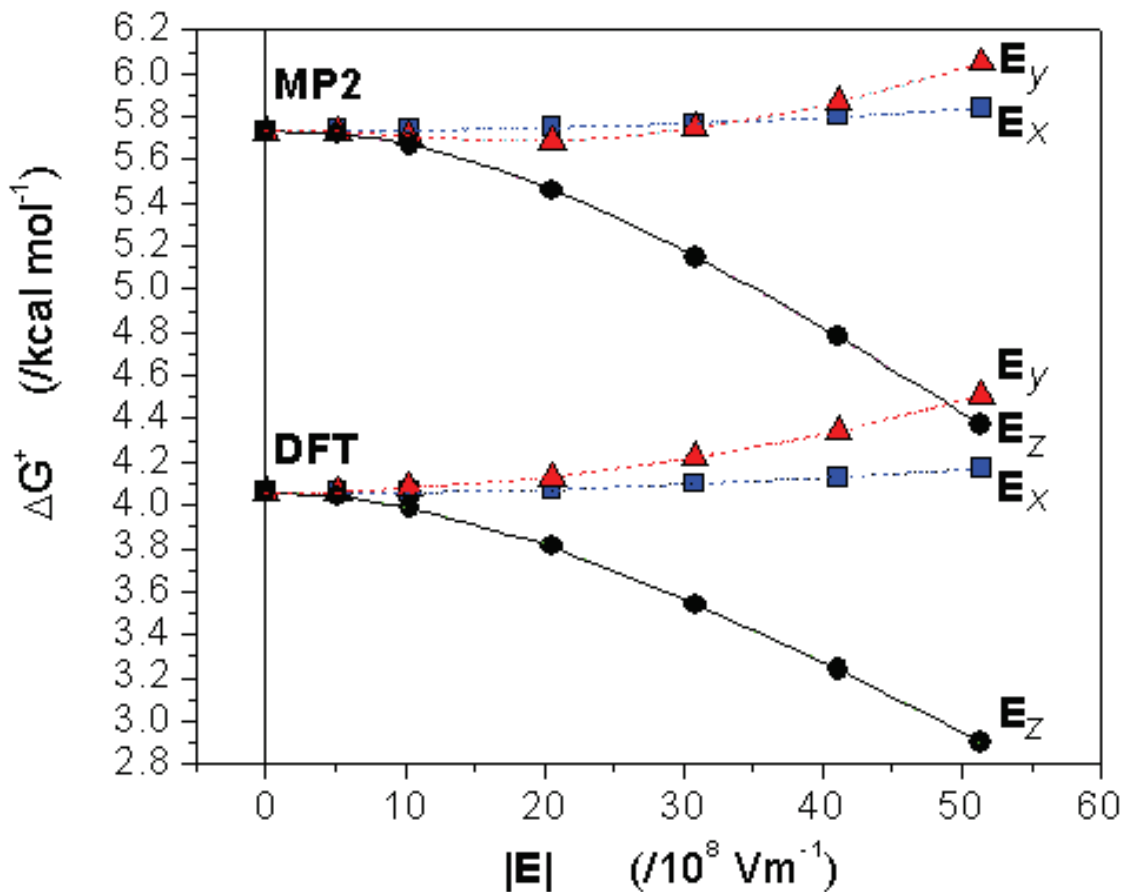 6.2
6.0
5.8
5.6
5.4
5.2
5.0
4.8
4.6
4.4
4.2
4.0
3.8
3.6
3.4
3.2
3.0
2.8
ΔG⁺ (/kcal mol⁻¹)
MP2
E_y
E_x
E_y
DFT
E_z
E_x
E_z
0 10 20 30 40 50 60
|E| (/10⁸ Vm⁻¹)